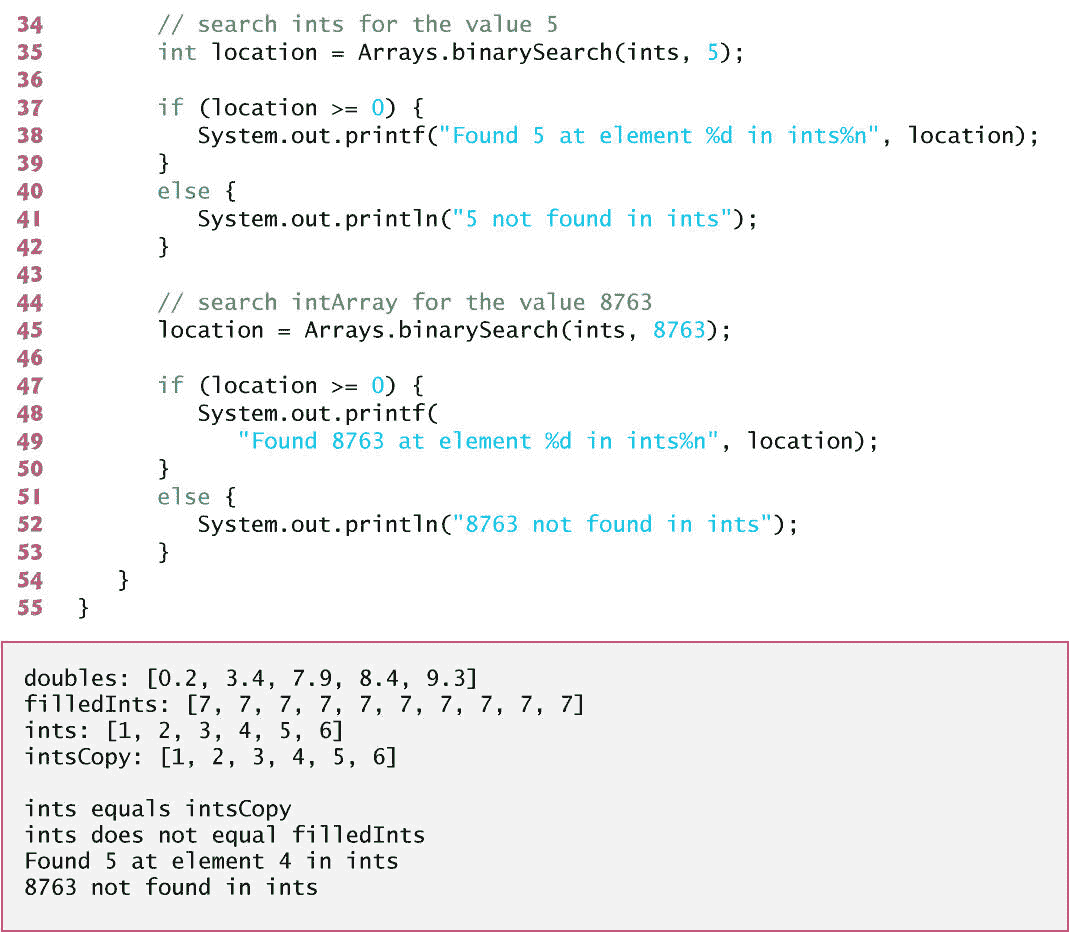 34 // search ints for the value 5
35 int location = Arrays.binarySearch(ints, 5);
36
37 if (location >= 0) {
38 System.out.printf("Found 5 at element %d in ints%n", location);
39 }
40 else {
41 System.out.println("5 not found in ints");
42 }
43
44 // search intArray for the value 8763
45 location = Arrays.binarySearch(ints, 8763);
46
47 if (location >= 0) {
48 System.out.printf(
49 "Found 8763 at element %d in ints%n", location);
50 }
51 else {
52 System.out.println("8763 not found in ints");
53 }
54 }
55 }
doubles: [0.2, 3.4, 7.9, 8.4, 9.3]
filledInts: [7, 7, 7, 7, 7, 7, 7, 7, 7, 7]
ints: [1, 2, 3, 4, 5, 6]
intsCopy: [1, 2, 3, 4, 5, 6]
ints equals intsCopy
ints does not equal filledInts
Found 5 at element 4 in ints
8763 not found in ints